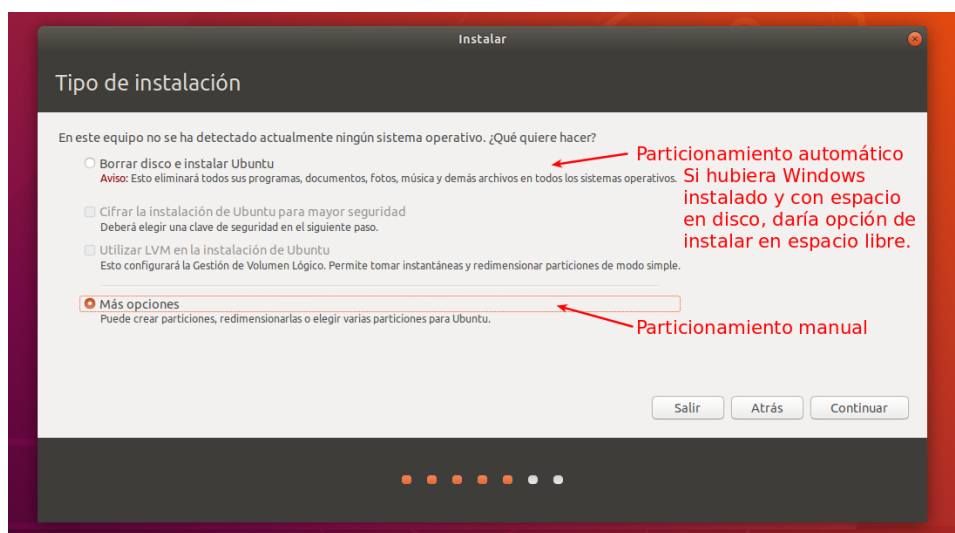 Instalar
Tipo de instalación
En este equipo no se ha detectado actualmente ningún sistema operativo. ¿Qué quiere hacer?
Borrar disco e instalar Ubuntu
Aviso: Esto eliminará todos sus programas, documentos, fotos, música y demás archivos en todos los sistemas operativos.
Particionamiento automático
Si hubiera Windows
instalado y con espacio
en disco, daría opción de
instalar en espacio libre.
Cifrar la instalación de Ubuntu para mayor seguridad
Deberá elegir una clave de seguridad en el siguiente paso.
Utilizar LVM en la instalación de Ubuntu
Esto configurará la Gestión de Volumen Lógico. Permite tomar instantáneas y redimensionar particiones de modo simple.
Más opciones
Puede crear particiones, redimensionarlas o elegir varias particiones para Ubuntu.
Particionamiento manual
Salir
Atrás
Continuar